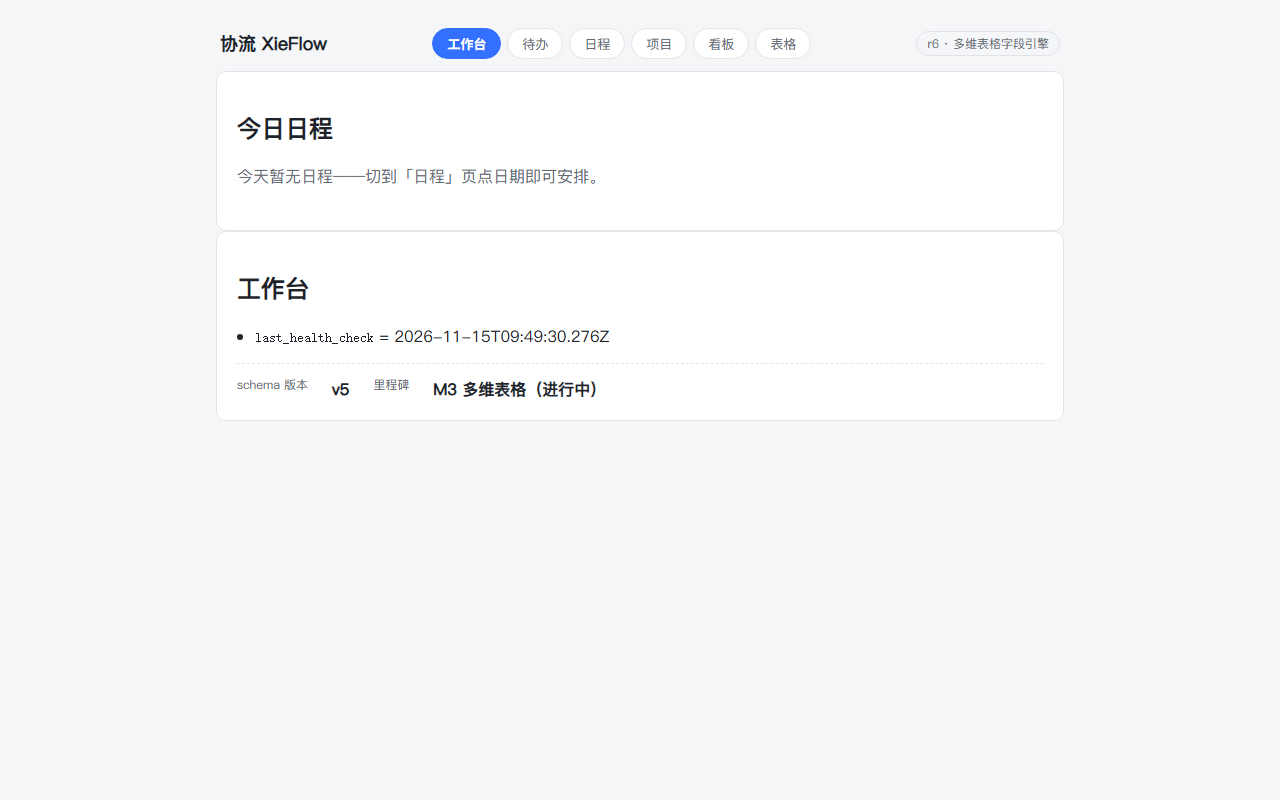 协流 XieFlow
工作台 待办 日程 项目 看板 表格
r6 · 多维表格字段引擎
今日日程
今天暂无日程——切到「日程」页点日期即可安排。
工作台
last_health_check = 2026-11-15T09:49:30.276Z
schema 版本 v5 里程碑 M3 多维表格（进行中）